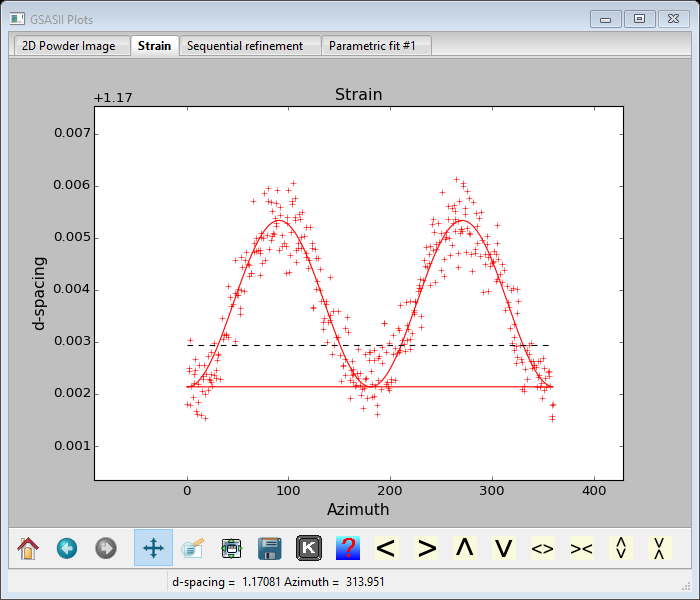 GSASII Plots
2D Powder Image Strain Sequential refinement Parametric fit #1
Strain
+1.17
0.007
0.006
0.005
0.004
0.003
0.002
0.001
d-spacing
0 100 200 300 400
Azimuth
K ? < > Λ V <> ><
d-spacing = 1.17081 Azimuth = 313.951